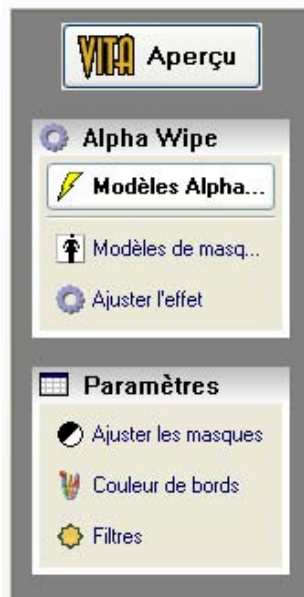 VITA Aperçu
Alpha Wipe
Modèles Alpha...
Modèles de masq...
Ajuster l'effet
Paramètres
Ajuster les masques
Couleur de bords
Filtres